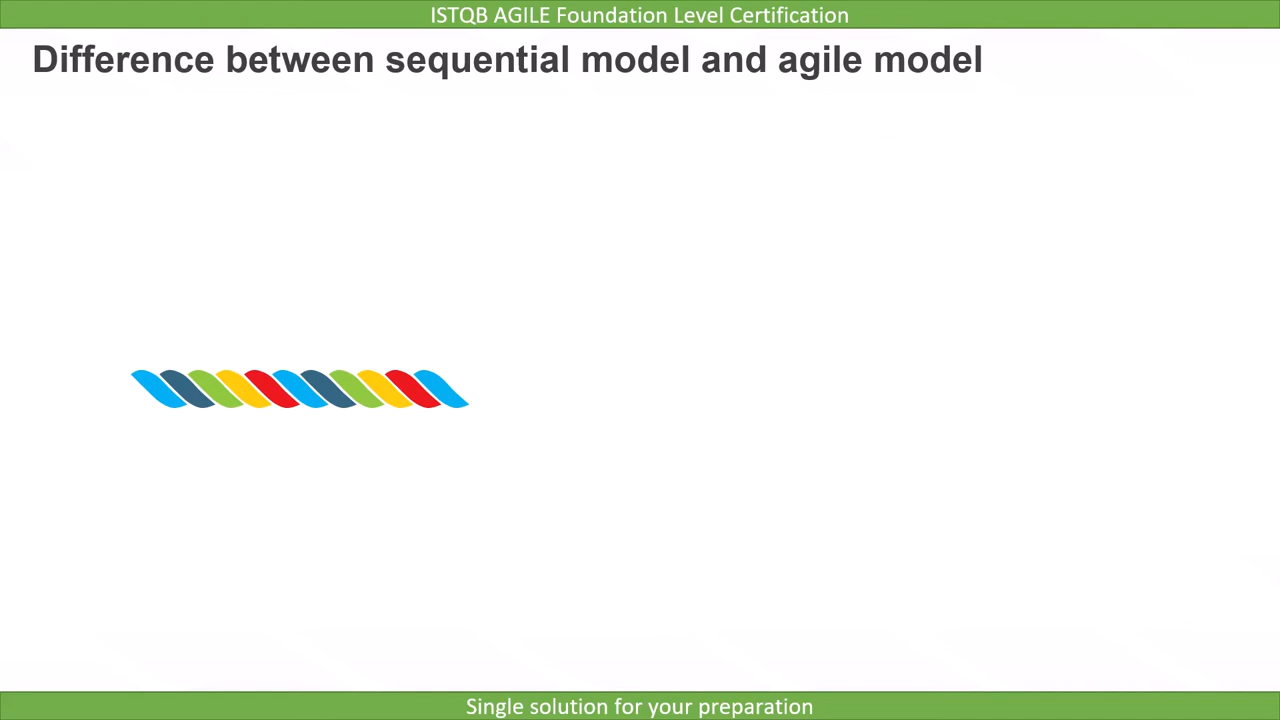 ISTQB AGILE Foundation Level Certification
Difference between sequential model and agile model
Single solution for your preparation